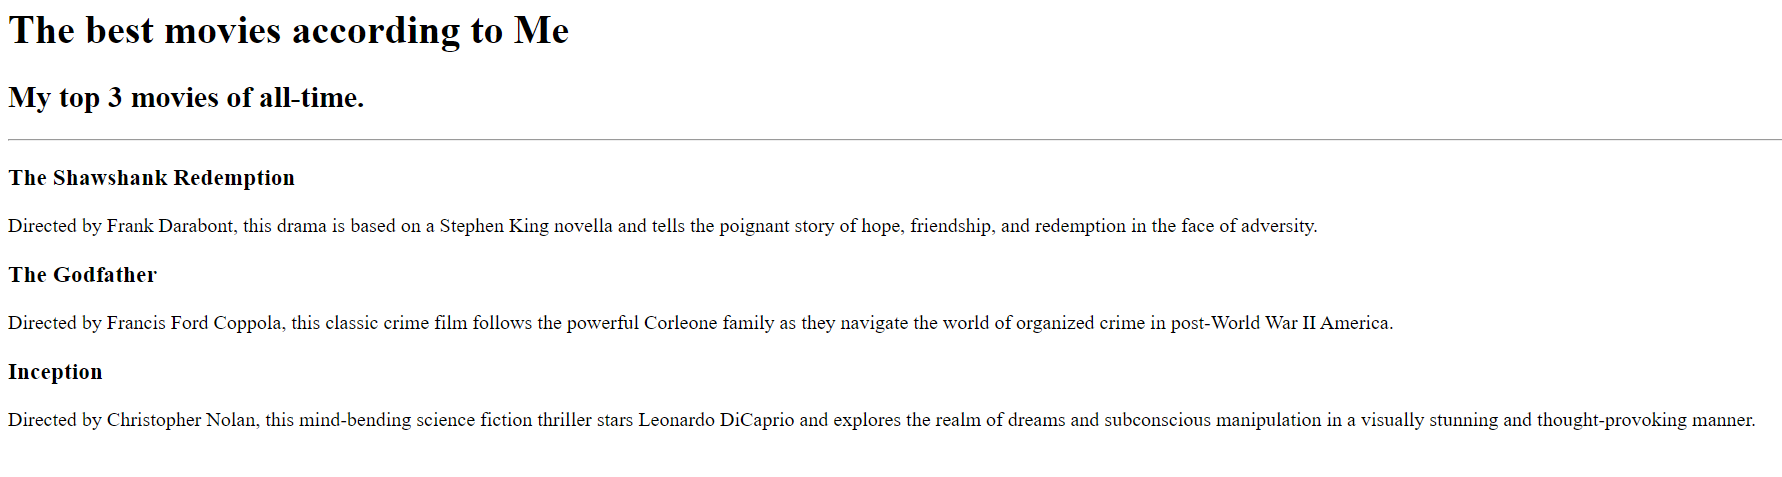 The best movies according to Me
My top 3 movies of all-time.
The Shawshank Redemption
Directed by Frank Darabont, this drama is based on a Stephen King novella and tells the poignant story of hope, friendship, and redemption in the face of adversity.
The Godfather
Directed by Francis Ford Coppola, this classic crime film follows the powerful Corleone family as they navigate the world of organized crime in post-World War II America.
Inception
Directed by Christopher Nolan, this mind-bending science fiction thriller stars Leonardo DiCaprio and explores the realm of dreams and subconscious manipulation in a visually stunning and thought-provoking manner.